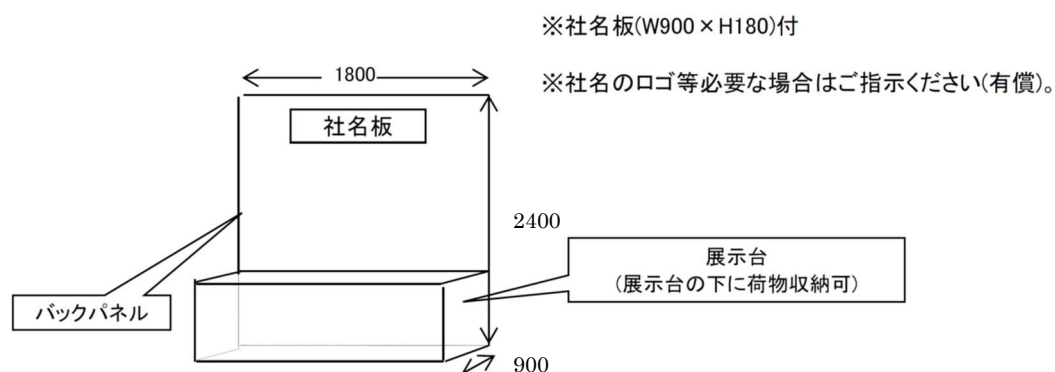 ※社名板(W900×H180)付
※社名のロゴ等必要な場合はご指示ください(有償)。
1800
社名板
2400
展示台
(展示台の下に荷物収納可)
バックパネル
900